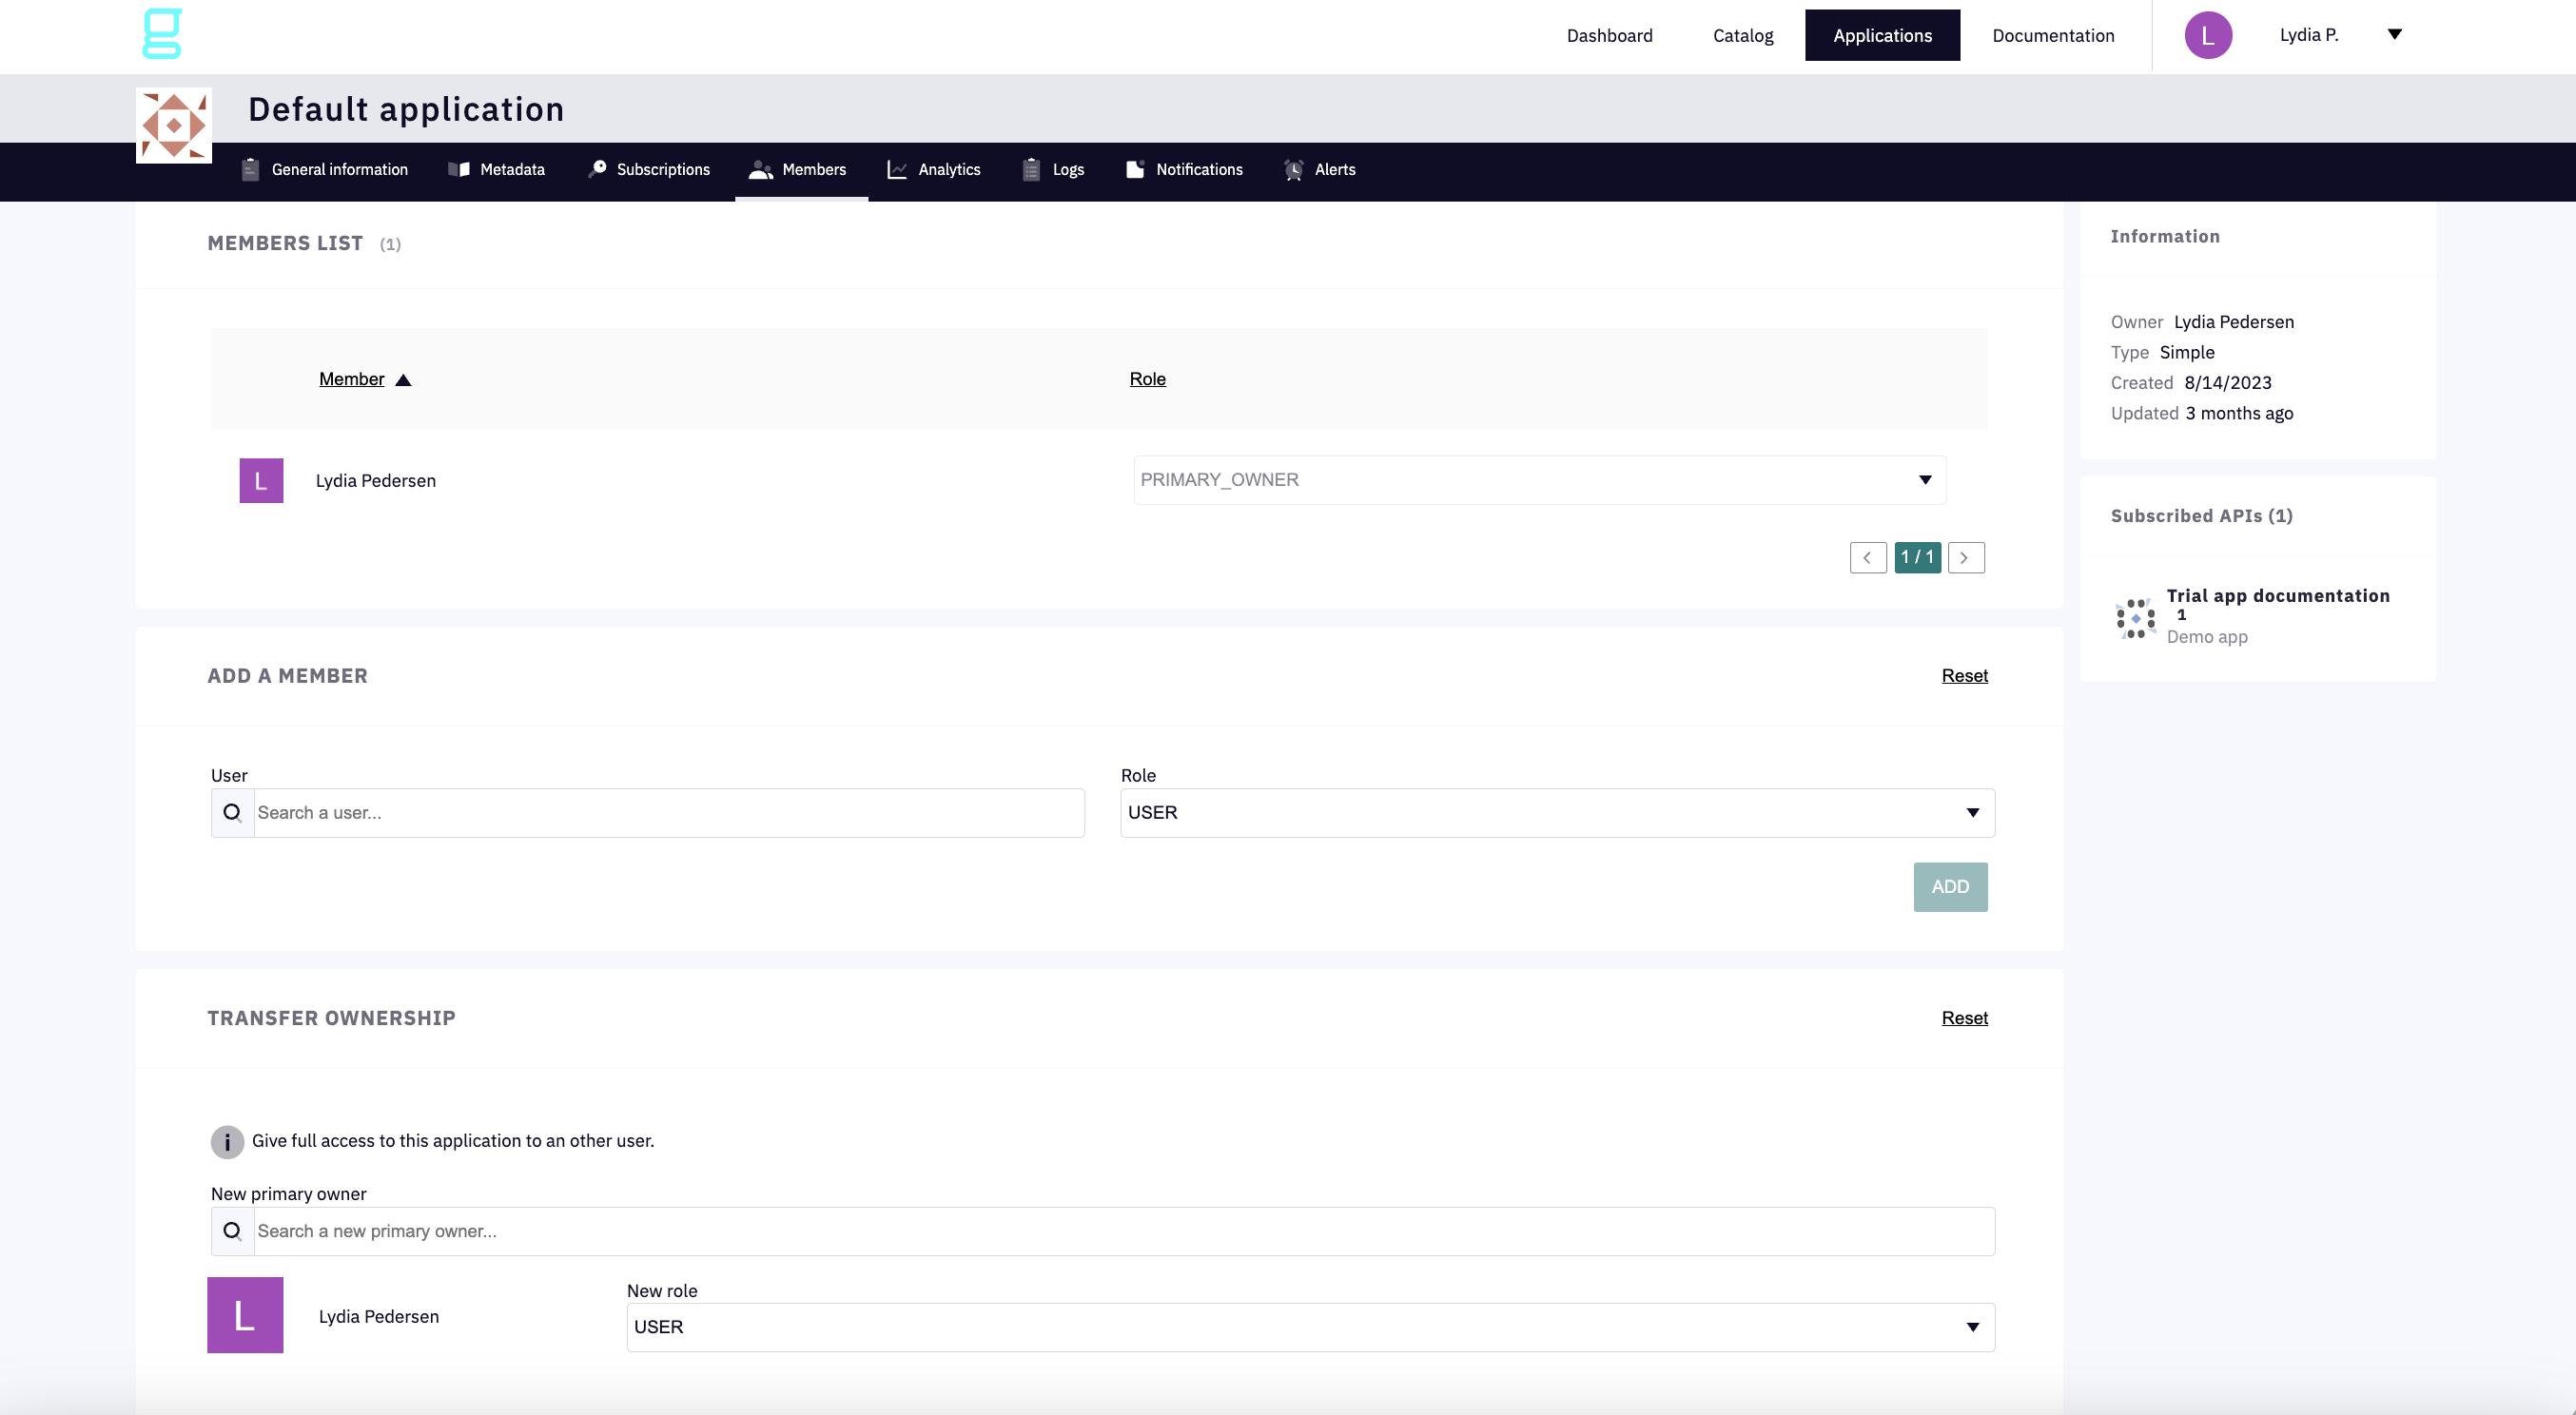 g
Dashboard Catalog Applications Documentation L Lydia P.
Default application
General information Metadata Subscriptions Members Analytics Logs Notifications Alerts
MEMBERS LIST (1)
Member Role
L Lydia Pedersen PRIMARY_OWNER
1 / 1
ADD A MEMBER Reset
User Role
Search a user... USER
ADD
TRANSFER OWNERSHIP Reset
i Give full access to this application to an other user.
New primary owner
Search a new primary owner...
New role
L Lydia Pedersen USER
Information
Owner Lydia Pedersen
Type Simple
Created 8/14/2023
Updated 3 months ago
Subscribed APIs (1)
Trial app documentation
1
Demo app